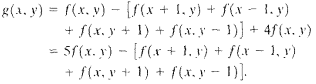 g(x, y) = f(x, y) − [f(x + 1, y) + f(x − 1, y)
+ f(x, y + 1) + f(x, y − 1)] + 4f(x, y)
= 5f(x, y) − [f(x + 1, y) + f(x − 1, y)
+ f(x, y + 1) + f(x, y − 1)].